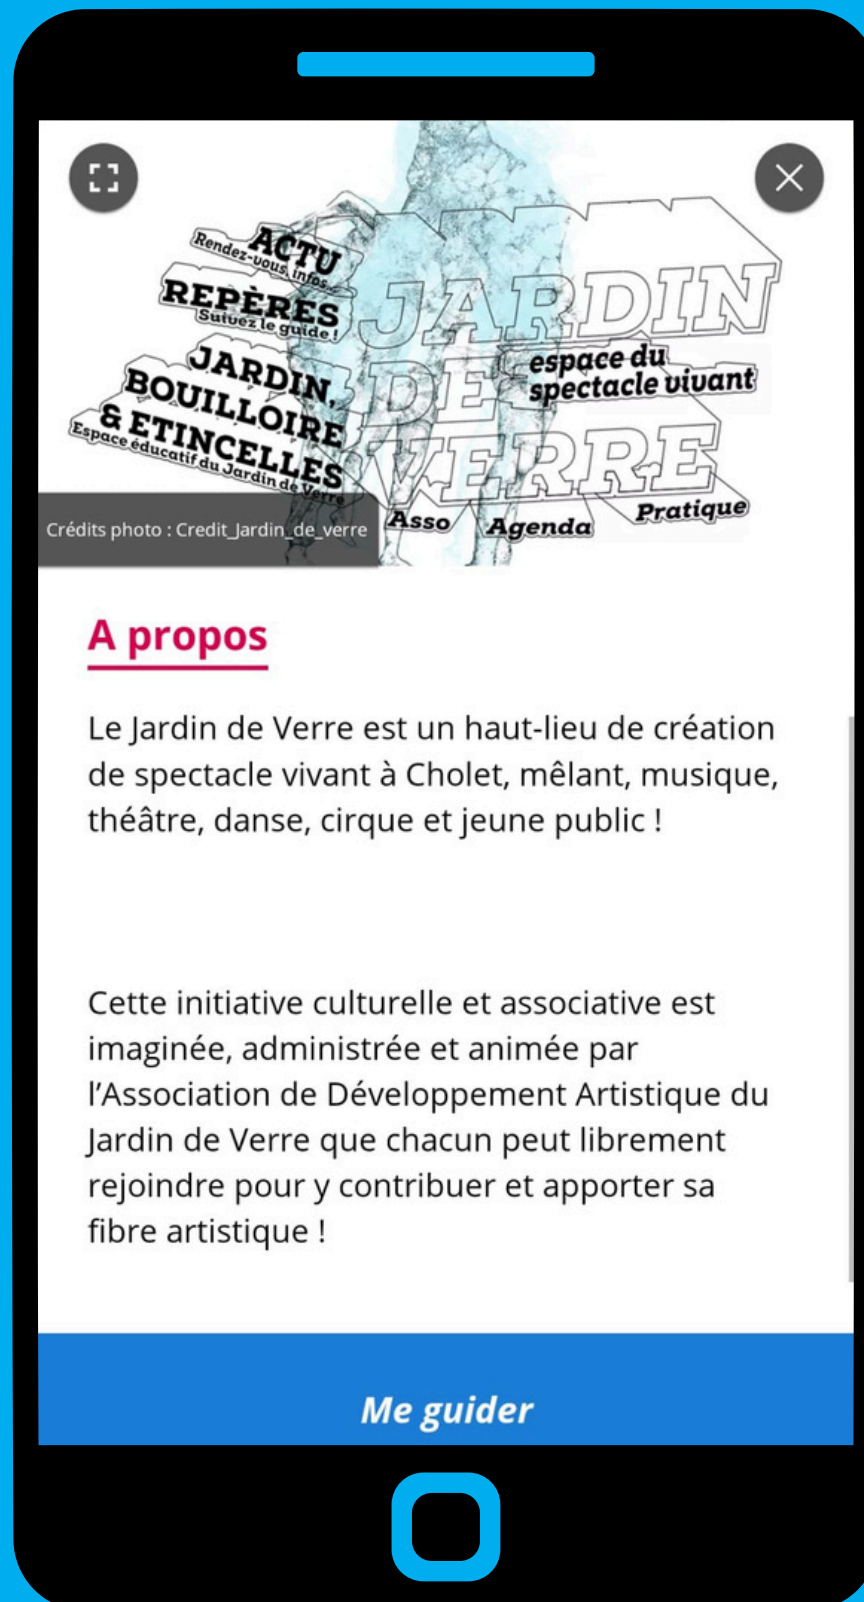 ACTU
Rendez-vous, infos...
REPÈRES
Suivez le guide !
JARDIN,
BOUILLOIRE
& ETINCELLES
Espace éducatif du Jardin de Verre
JARDIN
DE
VERRE
espace du
spectacle vivant
Asso
Agenda
Pratique
Crédits photo : Credit_Jardin_de_verre
A propos
Le Jardin de Verre est un haut-lieu de création
de spectacle vivant à Cholet, mêlant, musique,
théâtre, danse, cirque et jeune public !
Cette initiative culturelle et associative est
imaginée, administrée et animée par
l’Association de Développement Artistique du
Jardin de Verre que chacun peut librement
rejoindre pour y contribuer et apporter sa
fibre artistique !
Me guider